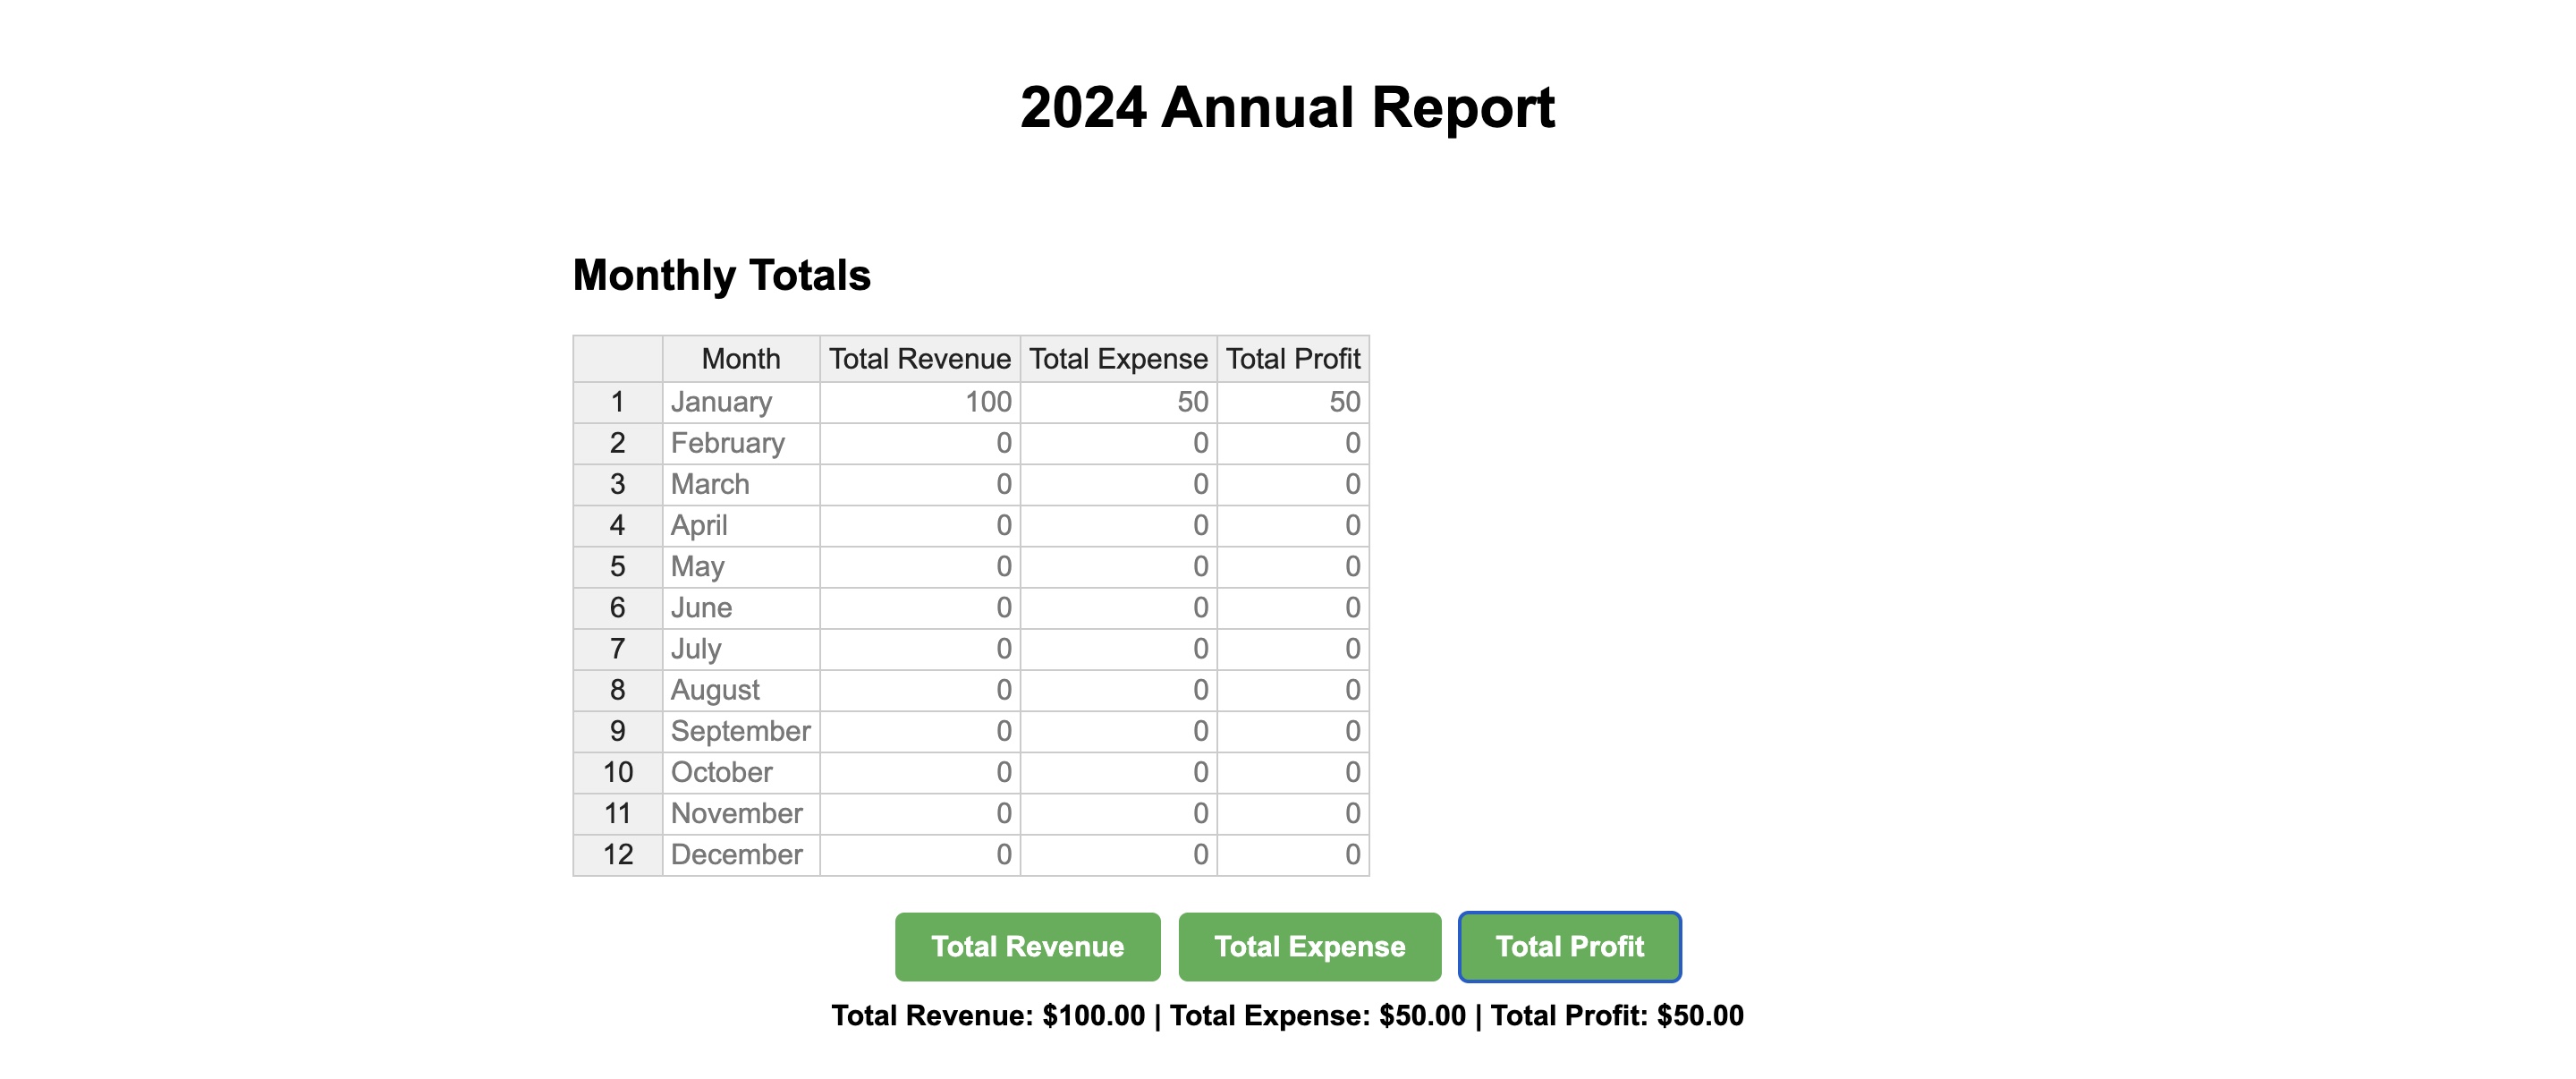 2024 Annual Report
Monthly Totals
Month Total Revenue Total Expense Total Profit
1 January 100 50 50
2 February 0 0 0
3 March 0 0 0
4 April 0 0 0
5 May 0 0 0
6 June 0 0 0
7 July 0 0 0
8 August 0 0 0
9 September 0 0 0
10 October 0 0 0
11 November 0 0 0
12 December 0 0 0
Total Revenue Total Expense Total Profit
Total Revenue: $100.00 | Total Expense: $50.00 | Total Profit: $50.00